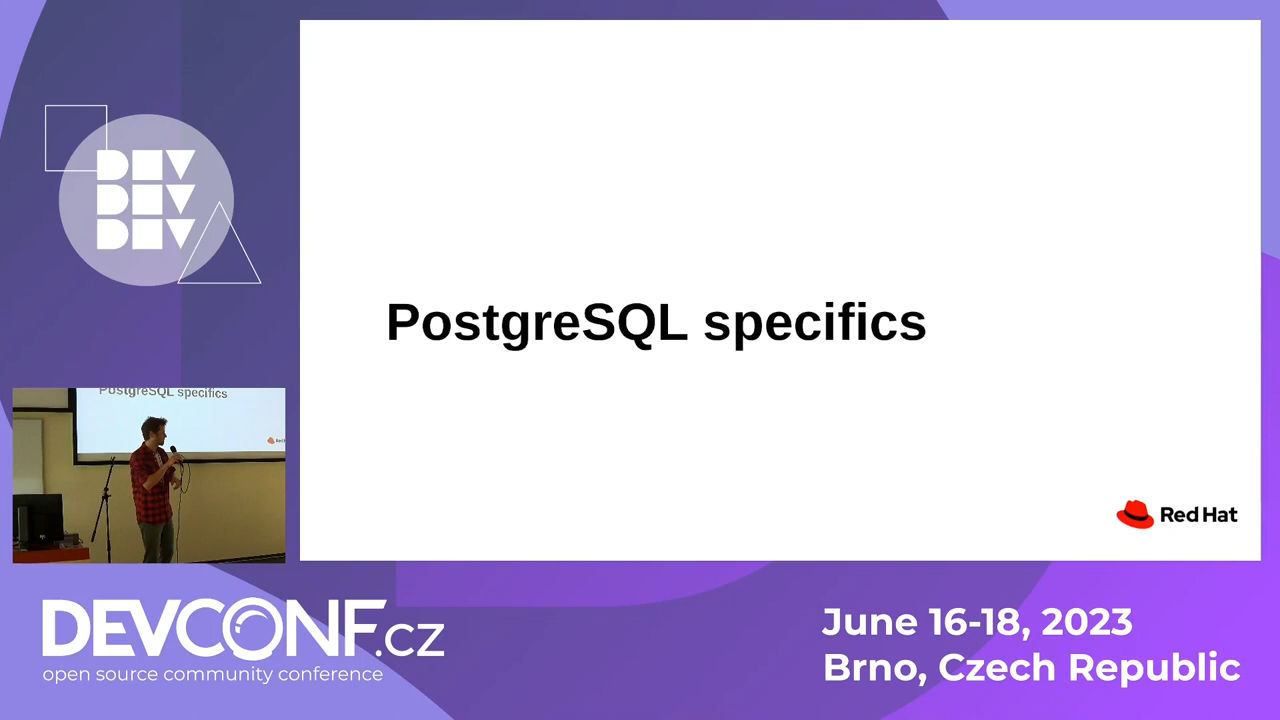 DEV
DEV
DEV
PostgreSQL specifics
Red Hat
PostgreSQL specifics
DEVCONF.cz
open source community conference
June 16-18, 2023
Brno, Czech Republic